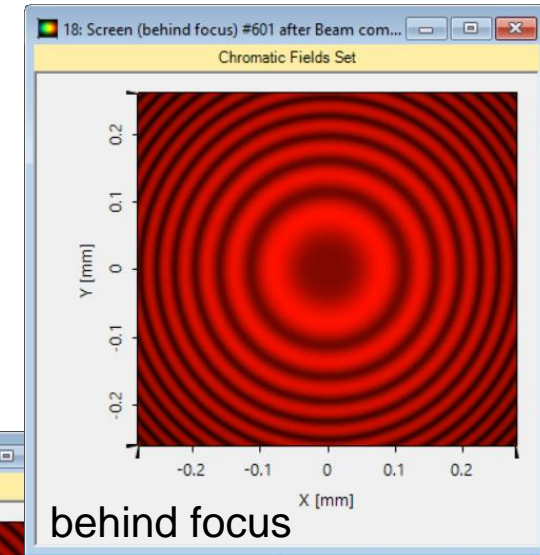 18: Screen (behind focus) #601 after Beam com...
Chromatic Fields Set
0.2
0.1
0
-0.1
-0.2
Y [mm]
-0.2 -0.1 0 0.1 0.2
X [mm]
behind focus